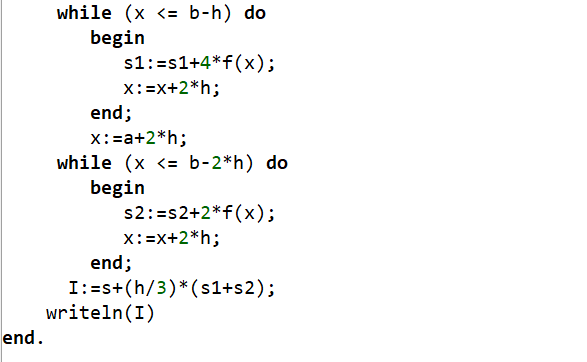 while (x <= b-h) do
begin
s1:=s1+4*f(x);
x:=x+2*h;
end;
x:=a+2*h;
while (x <= b-2*h) do
begin
s2:=s2+2*f(x);
x:=x+2*h;
end;
I:=s+(h/3)*(s1+s2);
writeln(I)
end.